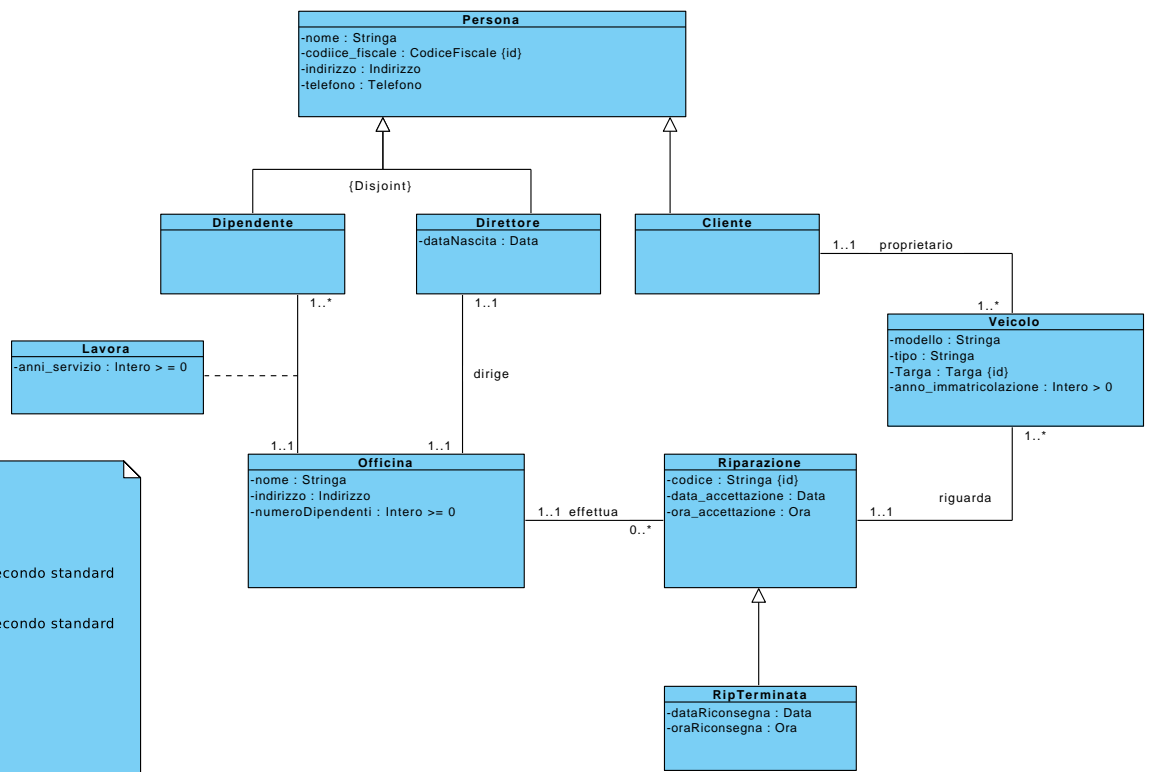 Persona
-nome : Stringa
-codiice_fiscale : CodiceFiscale {id}
-indirizzo : Indirizzo
-telefono : Telefono
{Disjoint}
Dipendente
Direttore
-dataNascita : Data
Cliente
1..1 proprietario
1..*
1..*
1..1
Veicolo
-modello : Stringa
-tipo : Stringa
-Targa : Targa {id}
-anno_immatricolazione : Intero > 0
Lavora
-anni_servizio : Intero > = 0
dirige
1..*
1..1
1..1
Officina
-nome : Stringa
-indirizzo : Indirizzo
-numeroDipendenti : Intero >= 0
1..1 effettua
0..*
Riparazione
-codice : Stringa {id}
-data_accettazione : Data
-ora_accettazione : Ora
1..1
riguarda
econdo standard
econdo standard
RipTerminata
-dataRiconsegna : Data
-oraRiconsegna : Ora